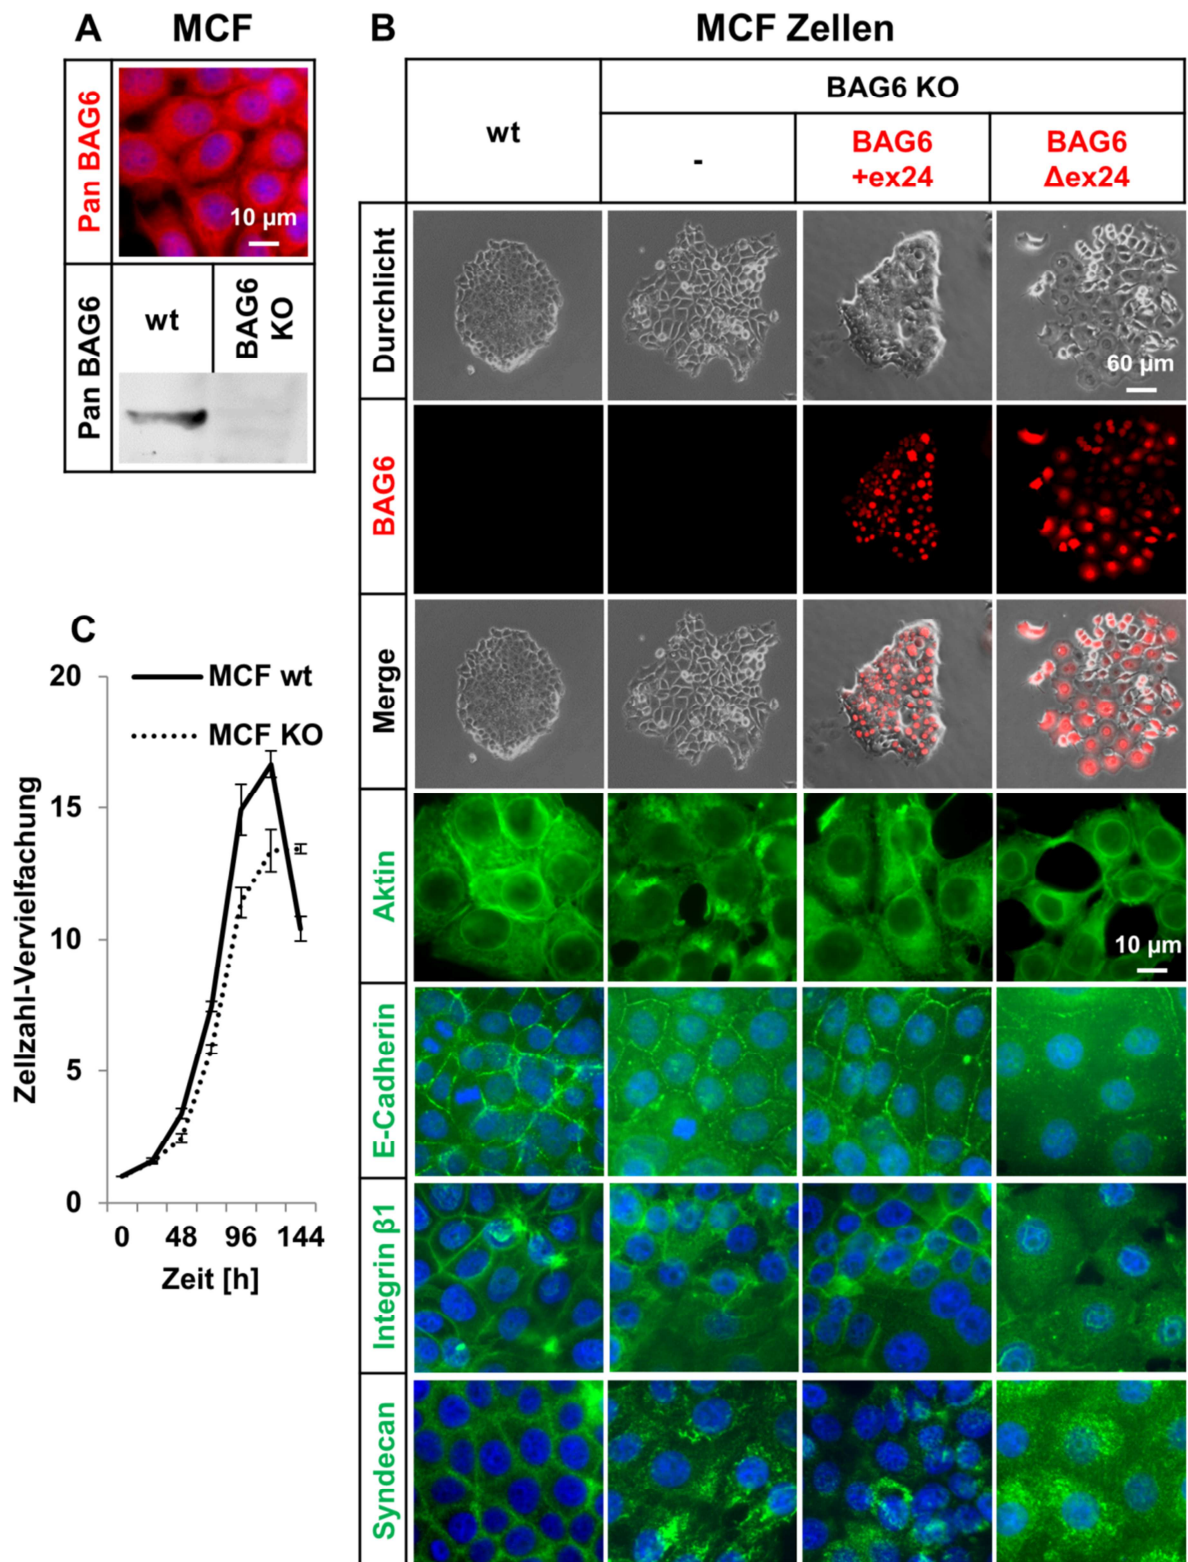 A MCF
Pan BAG6
10 µm
Pan BAG6
wt
BAG6
KO
B MCF Zellen
wt
BAG6 KO
-
BAG6
+ex24
BAG6
Δex24
Durchlicht
60 µm
BAG6
Merge
Aktin
10 µm
E-Cadherin
Integrin β1
Syndecan
C
MCF wt
MCF KO
Zellzahl-Vervielfachung
20
15
10
5
0
0 48 96 144
Zeit [h]